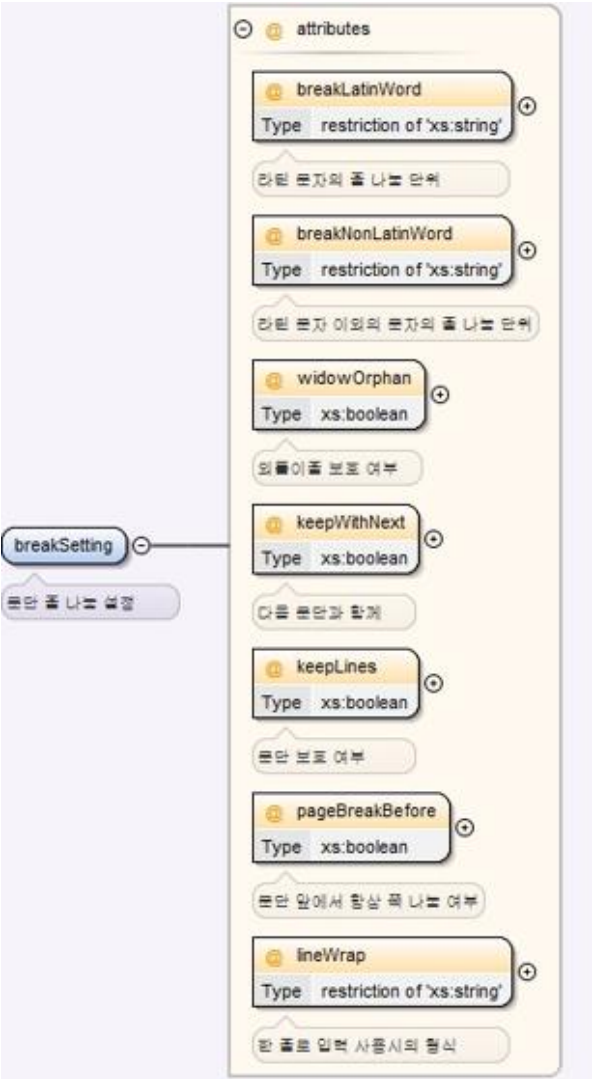 @ attributes
@ breakLatinWord
Type restriction of 'xs:string'
라틴 문자의 줄 나눔 단위
@ breakNonLatinWord
Type restriction of 'xs:string'
라틴 문자 이외의 문자의 줄 나눔 단위
@ widowOrphan
Type xs:boolean
외톨이줄 보호 여부
@ keepWithNext
Type xs:boolean
breakSetting
문단 줄 나눔 설정
다음 문단과 함께
@ keepLines
Type xs:boolean
문단 보호 여부
@ pageBreakBefore
Type xs:boolean
문단 앞에서 항상 쪽 나눔 여부
@ lineWrap
Type restriction of 'xs:string'
한 줄로 입력 사용시의 형식